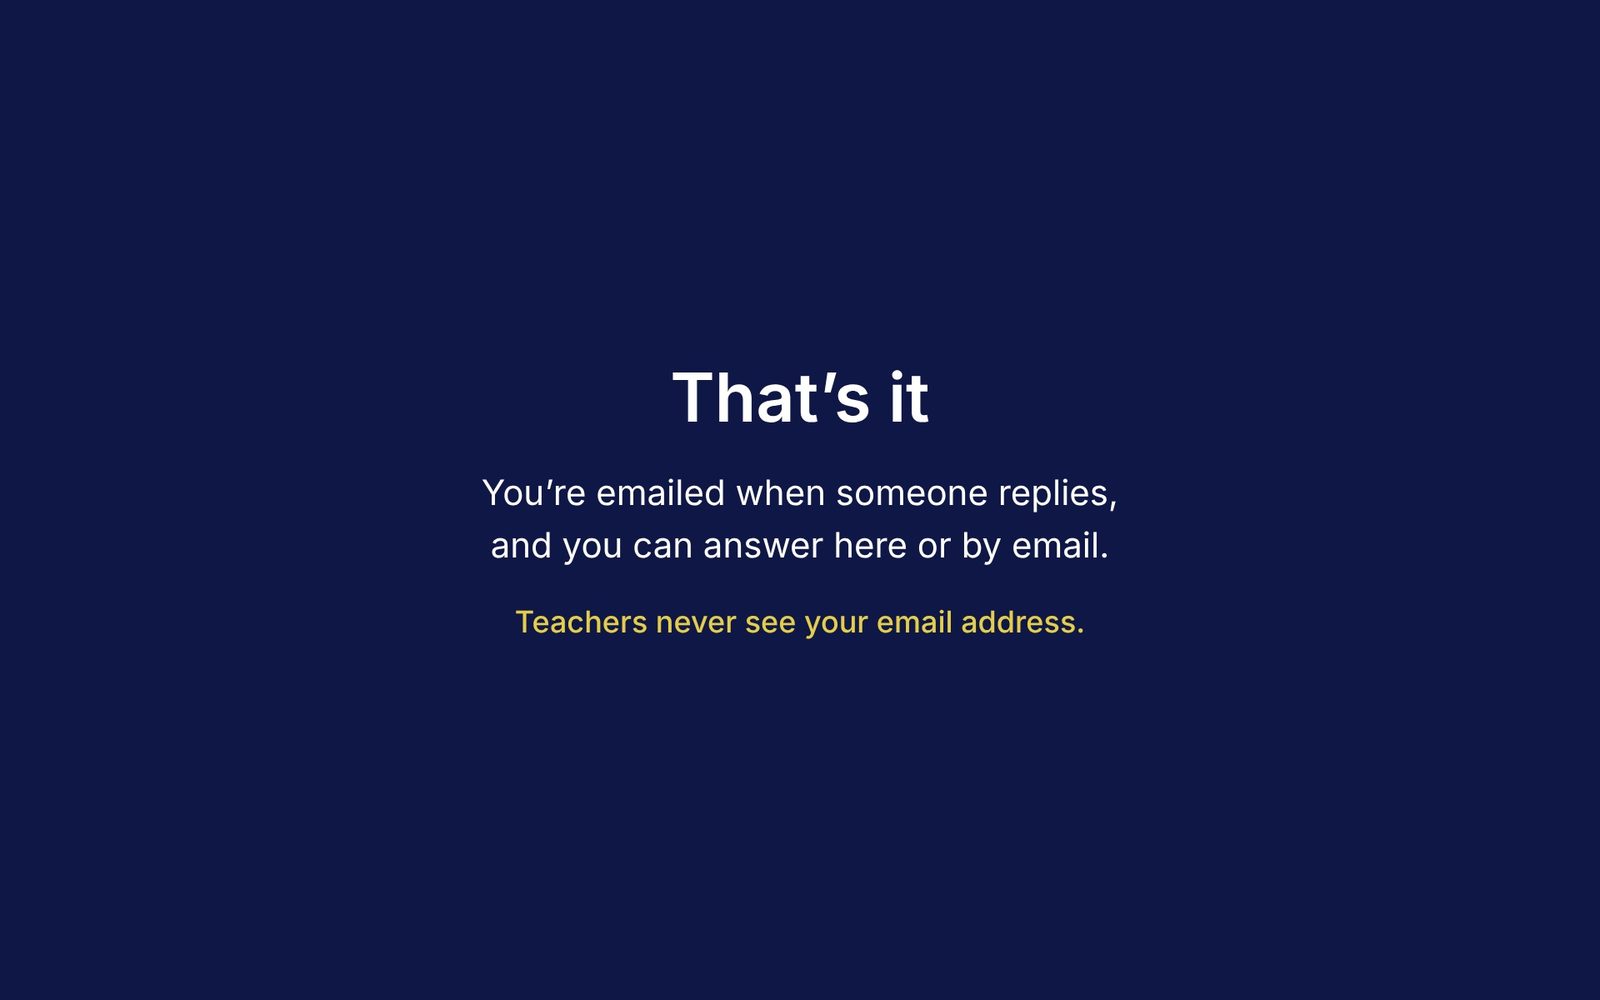 That’s it
You’re emailed when someone replies,
and you can answer here or by email.
Teachers never see your email address.